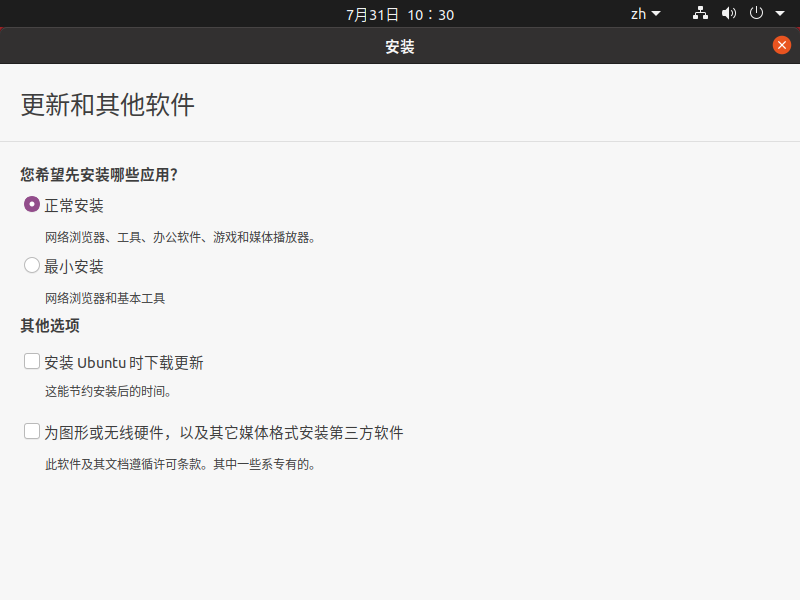 7月31日 10：30
zh
安装
更新和其他软件
您希望先安装哪些应用?
正常安装
网络浏览器、工具、办公软件、游戏和媒体播放器。
最小安装
网络浏览器和基本工具
其他选项
安装 Ubuntu 时下载更新
这能节约安装后的时间。
为图形或无线硬件，以及其它媒体格式安装第三方软件
此软件及其文档遵循许可条款。其中一些系专有的。